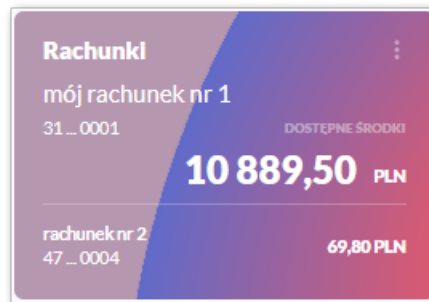 Rachunki
mój rachunek nr 1
31 ... 0001
DOSTĘPNE ŚRODKI
10 889,50 PLN
rachunek nr 2
47 ... 0004
69,80 PLN